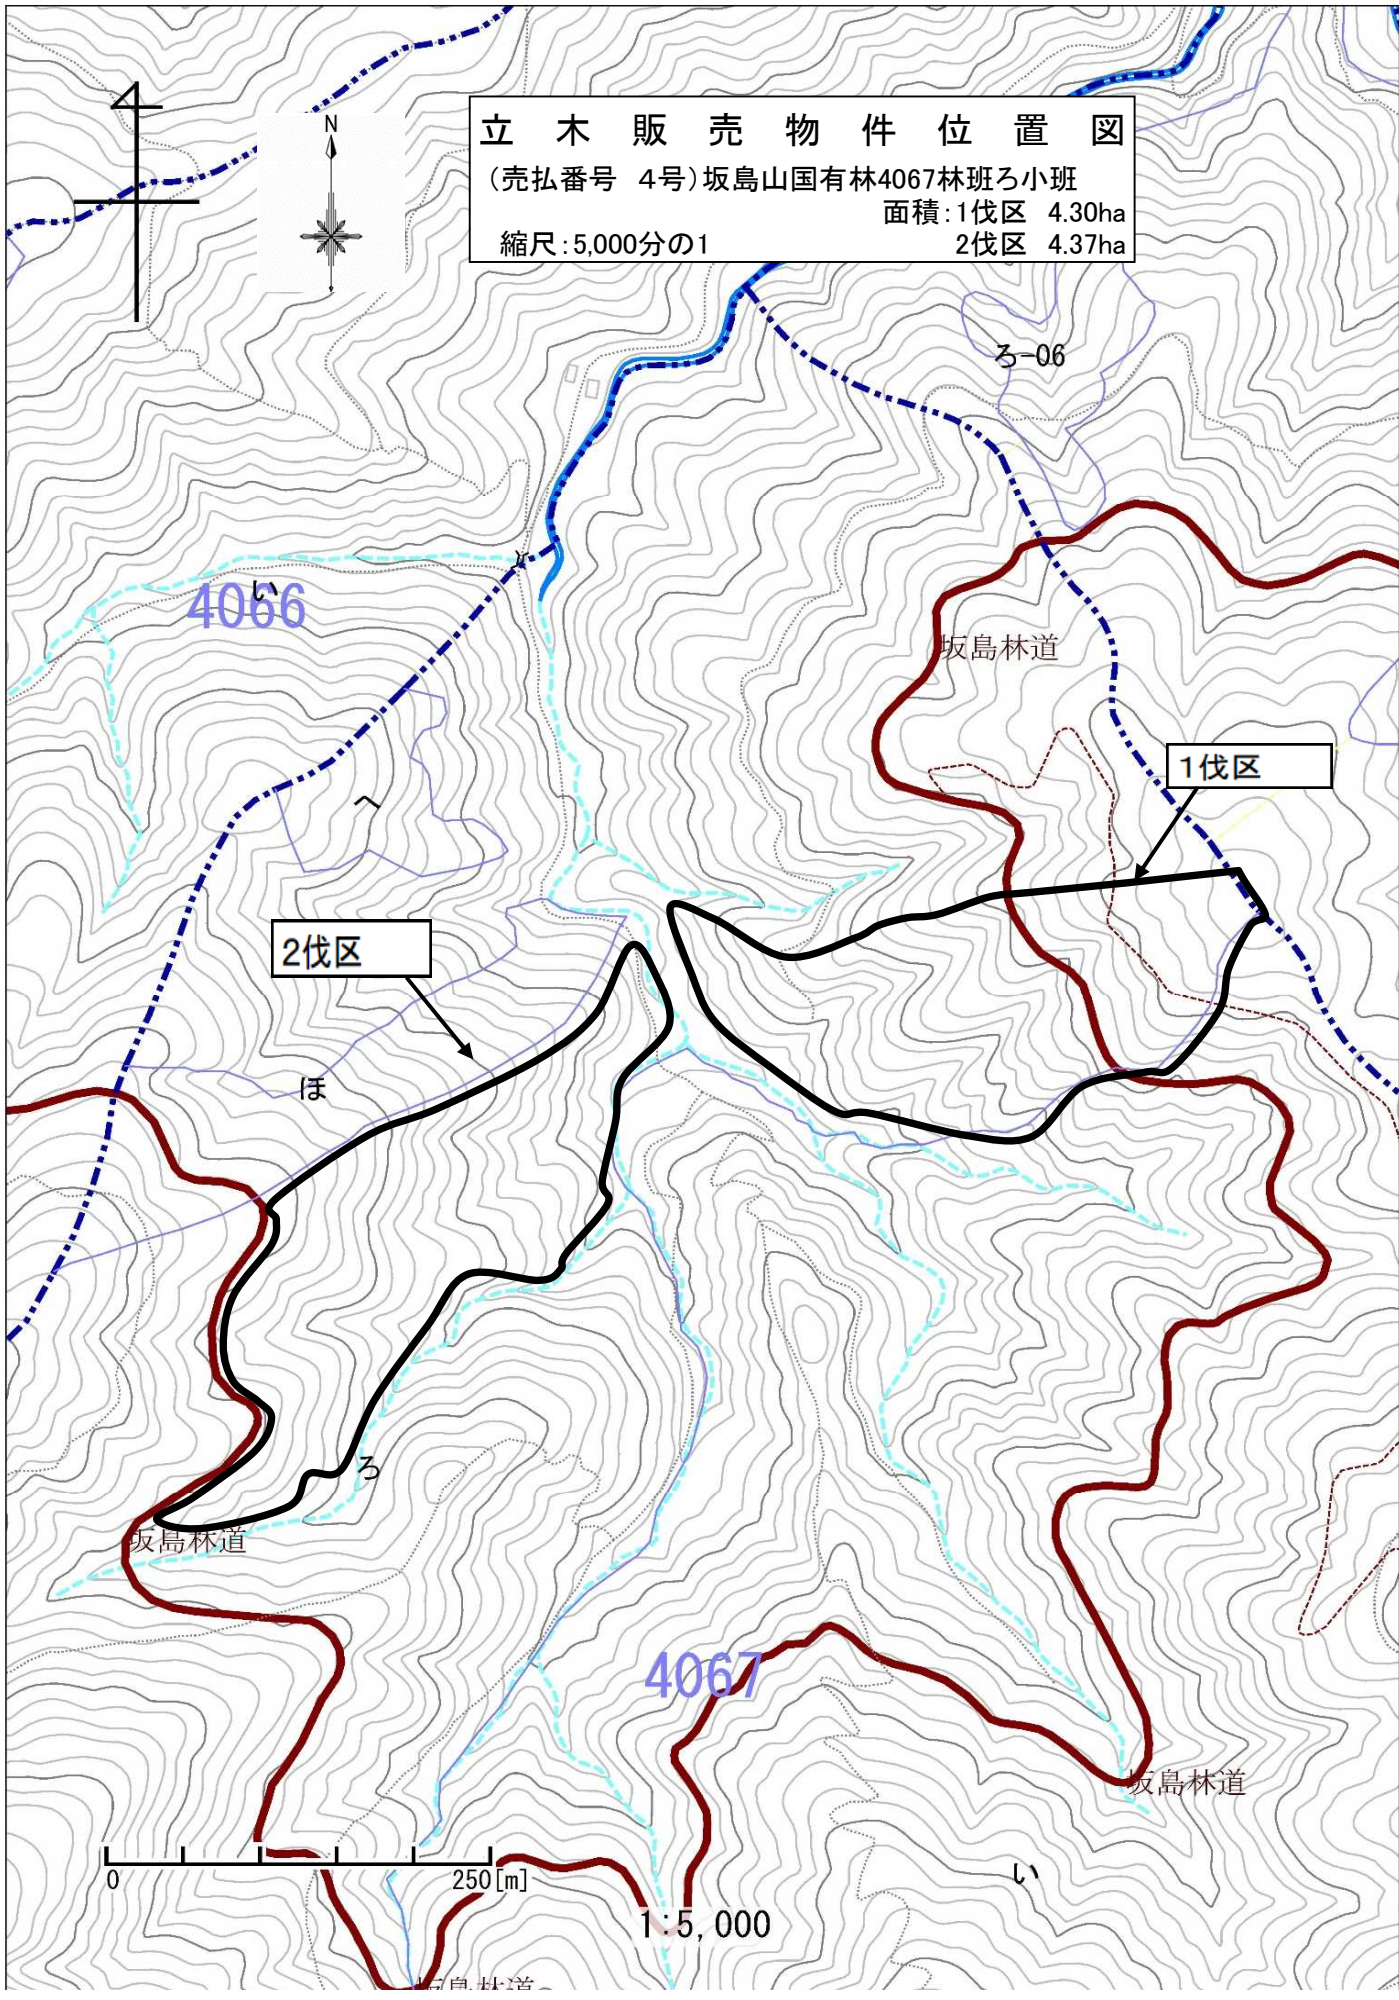 N
立木販売物件位置図
(売払番号 4号)坂島山国有林4067林班ろ小班
面積:1伐区 4.30ha
縮尺:5,000分の1 2伐区 4.37ha
ろ-06
い
4066
坂島林道
1伐区
へ
2伐区
ほ
ろ
坂島林道
4067
坂島林道
い
0 250[m]
1:5,000
坂島林道